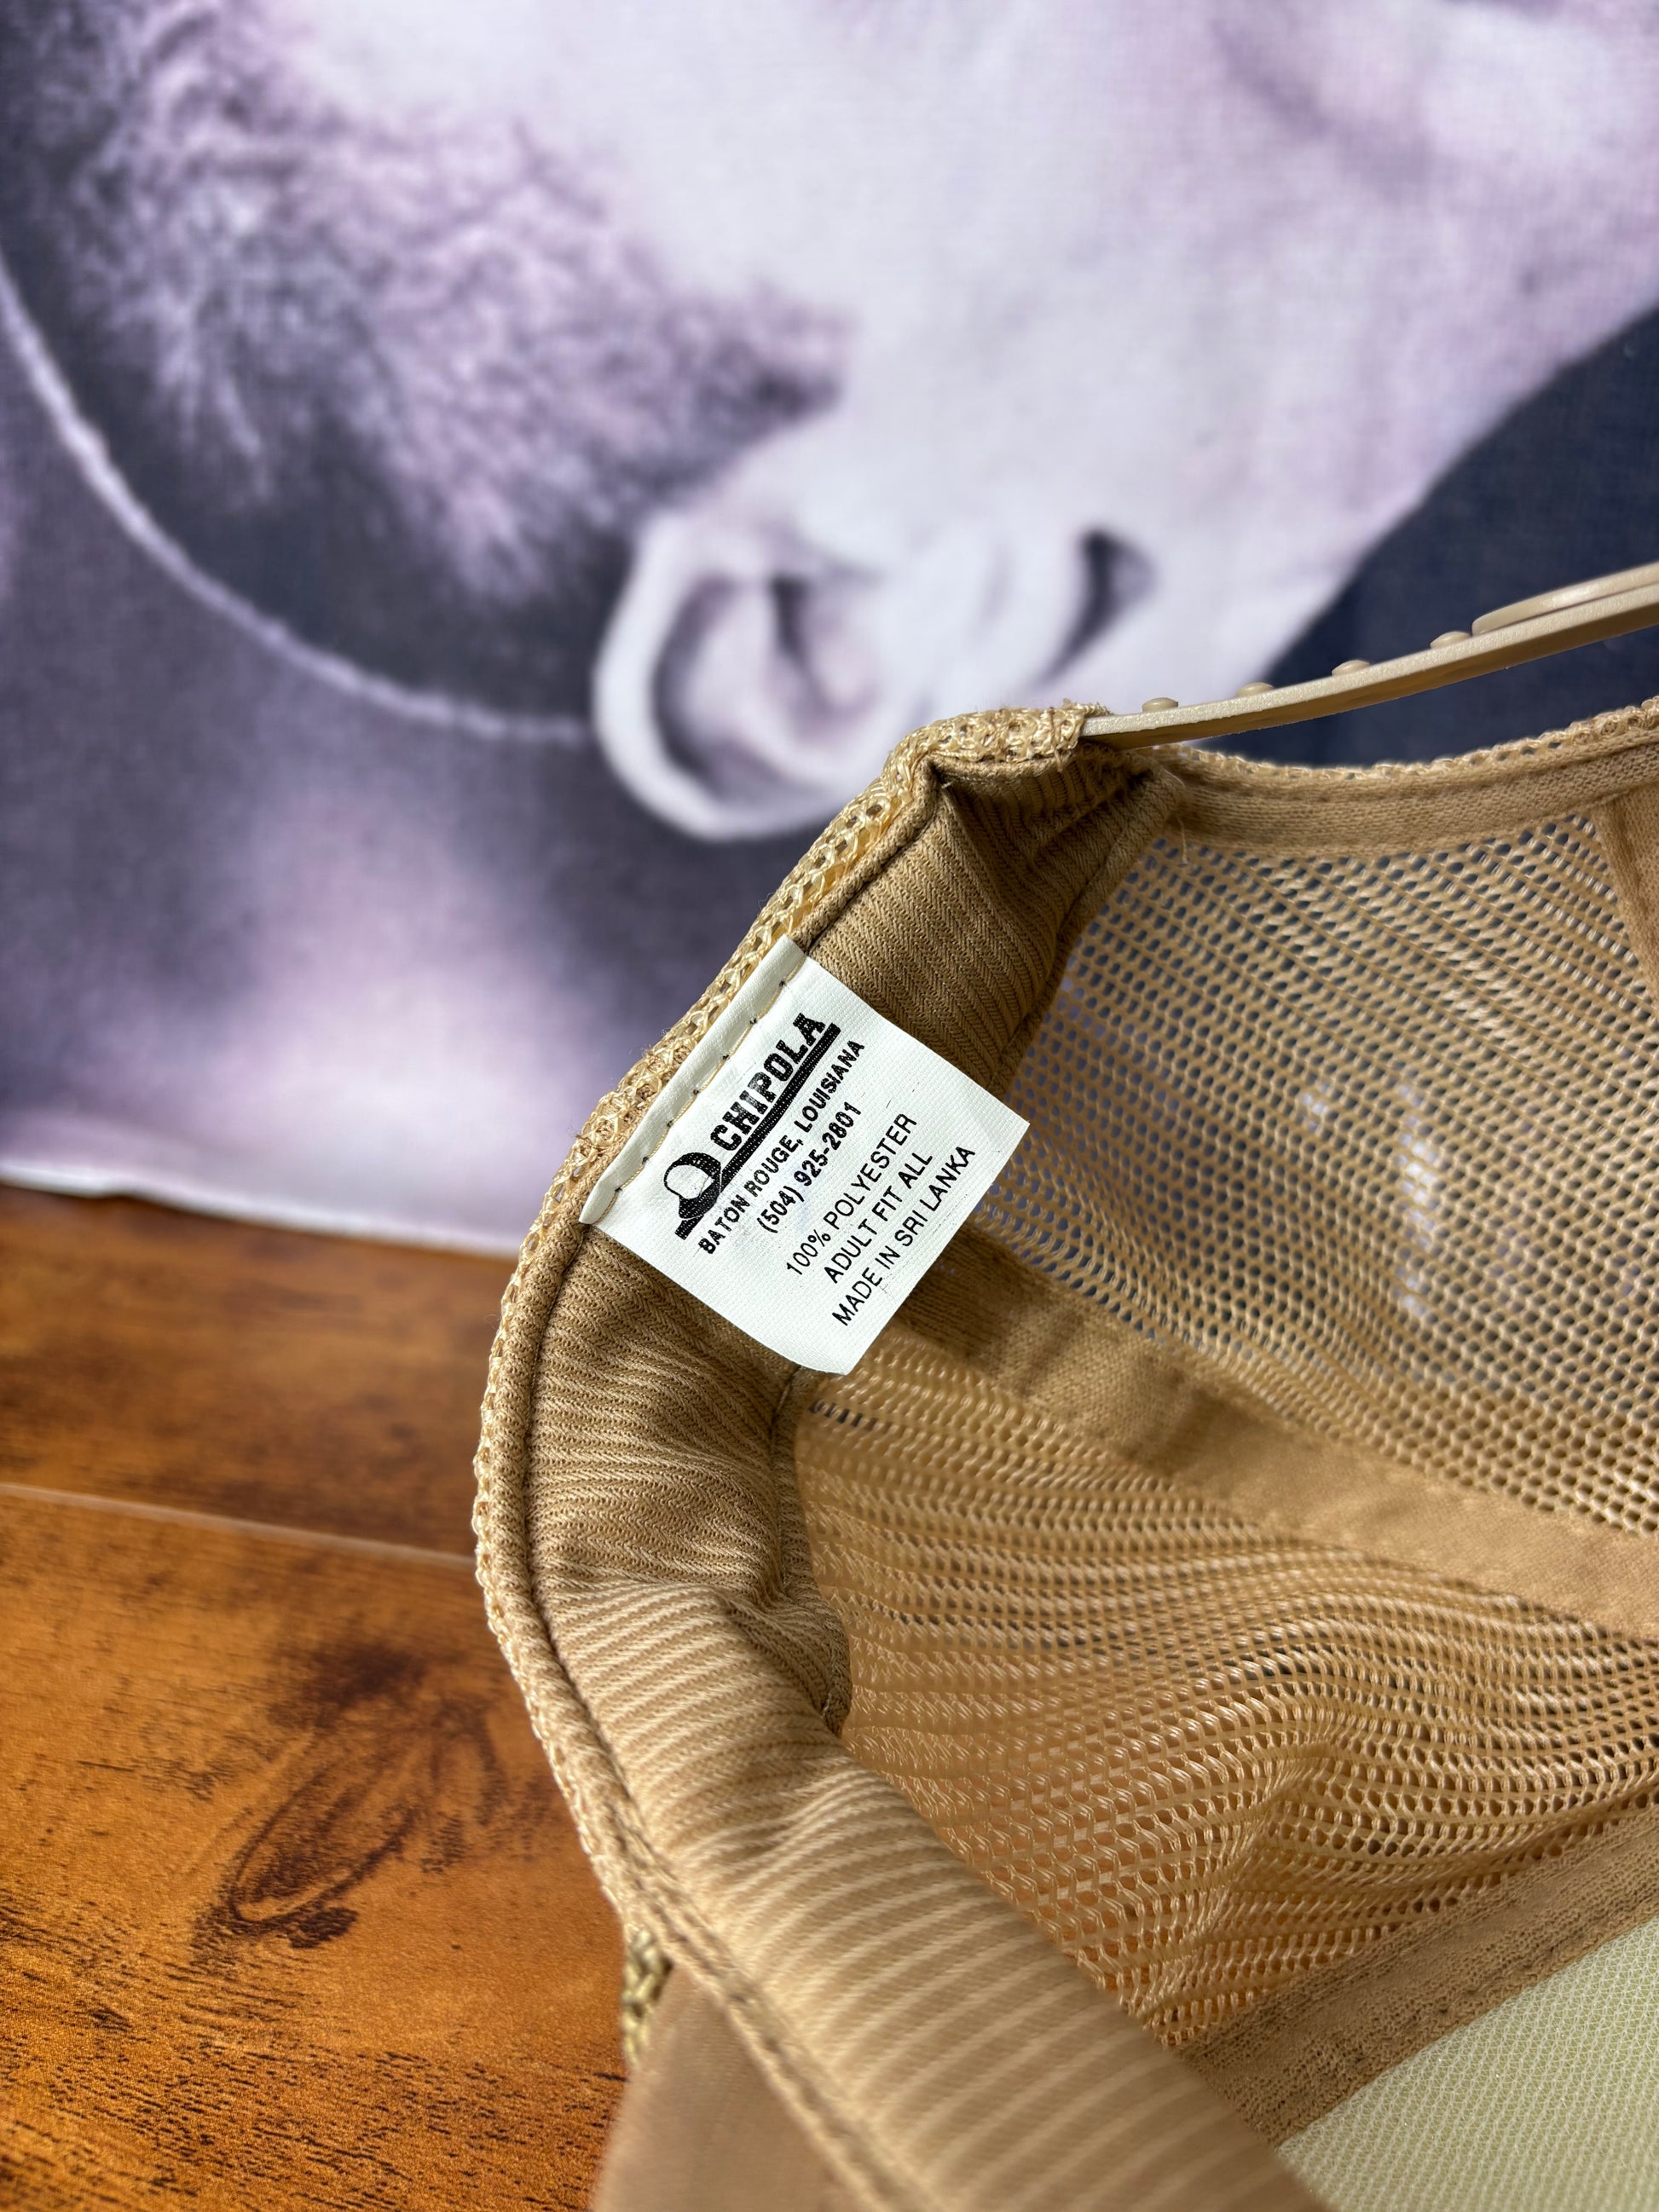 CHIPOLA
BATON ROUGE, LOUISIANA
(504) 925-2801
100% POLYESTER
ADULT FIT ALL
MADE IN SRI LANKA